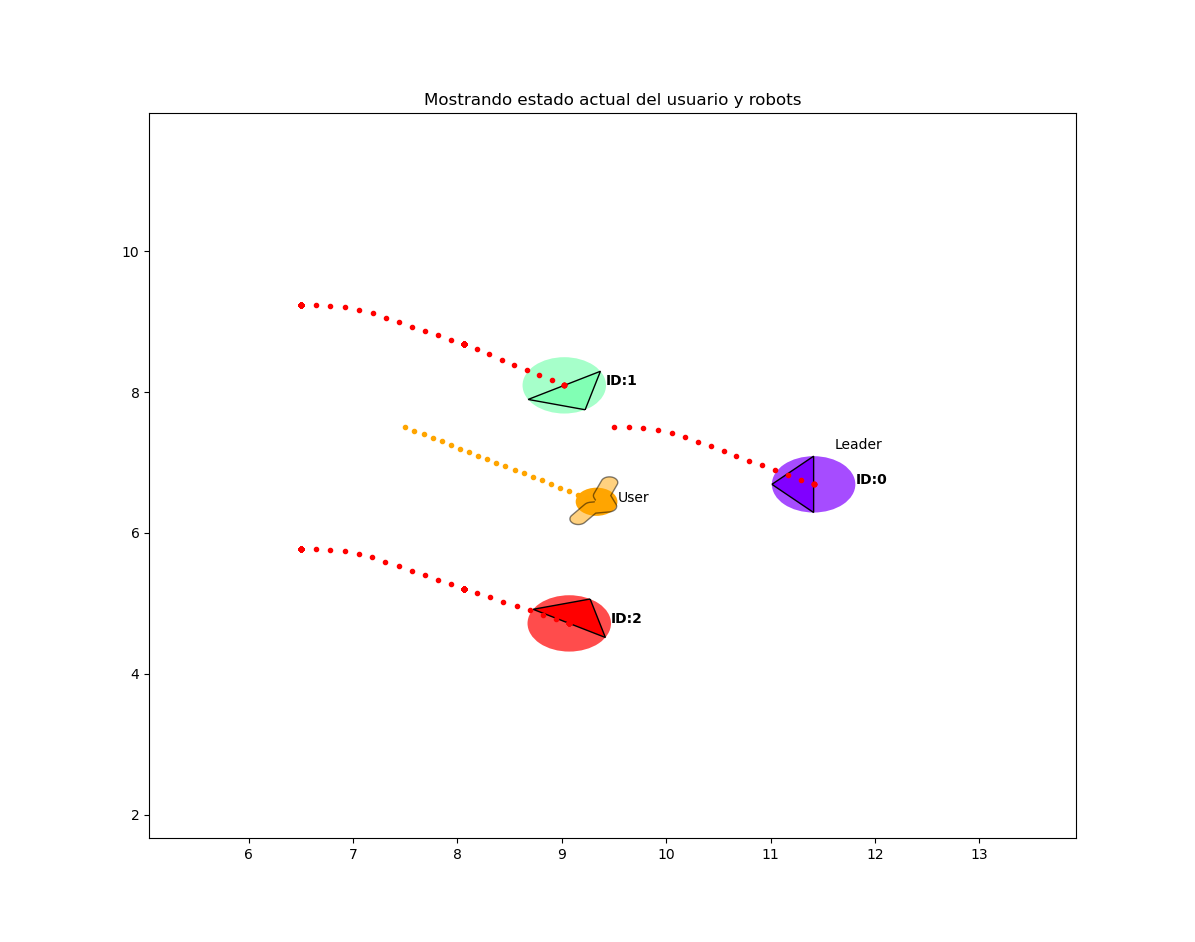 Mostrando estado actual del usuario y robots
10
8
6
4
2
ID:1
Leader
ID:0
User
ID:2
6 7 8 9 10 11 12 13